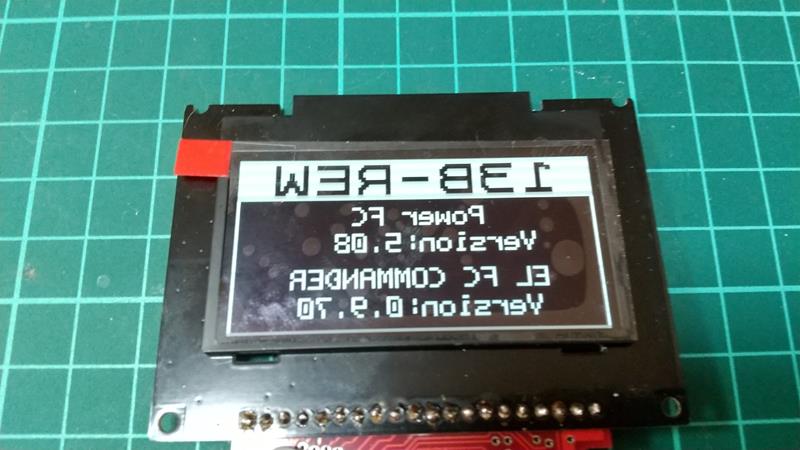 13B-REW
Power FC
Version:5.08
EL FC COMMANDER
Version:0.9.70